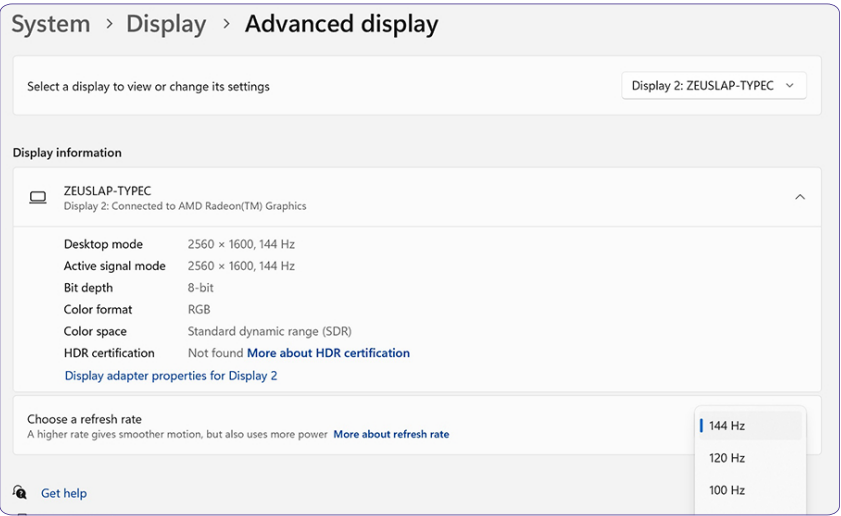 System > Display > Advanced display
Select a display to view or change its settings
Display 2: ZEUSLAP-TYPEC
Display information
ZEUSLAP-TYPEC
Display 2: Connected to AMD Radeon(TM) Graphics
Desktop mode 2560 × 1600, 144 Hz
Active signal mode 2560 × 1600, 144 Hz
Bit depth 8-bit
Color format RGB
Color space Standard dynamic range (SDR)
HDR certification Not found More about HDR certification
Display adapter properties for Display 2
Choose a refresh rate
A higher rate gives smoother motion, but also uses more power More about refresh rate
144 Hz
120 Hz
100 Hz
Get help